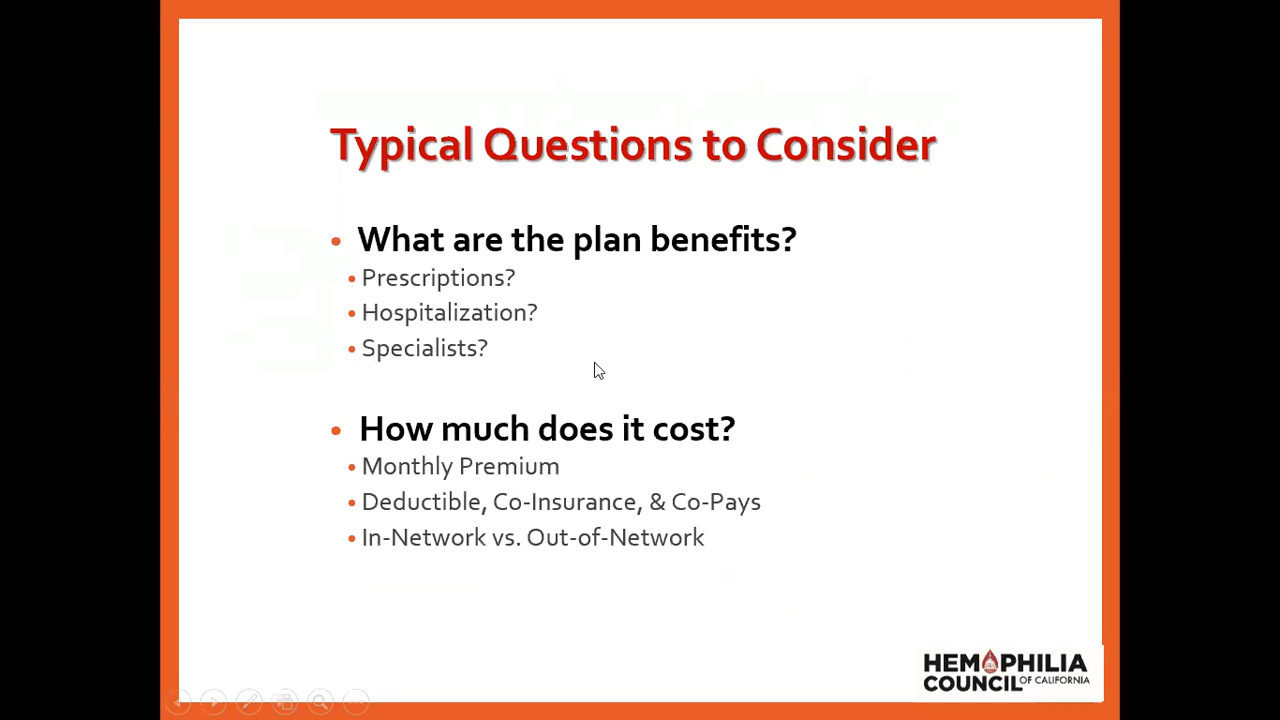 Typical Questions to Consider
• What are the plan benefits?
• Prescriptions?
• Hospitalization?
• Specialists?
• How much does it cost?
• Monthly Premium
• Deductible, Co-Insurance, & Co-Pays
• In-Network vs. Out-of-Network
HEMOPHILIA
COUNCIL OF CALIFORNIA